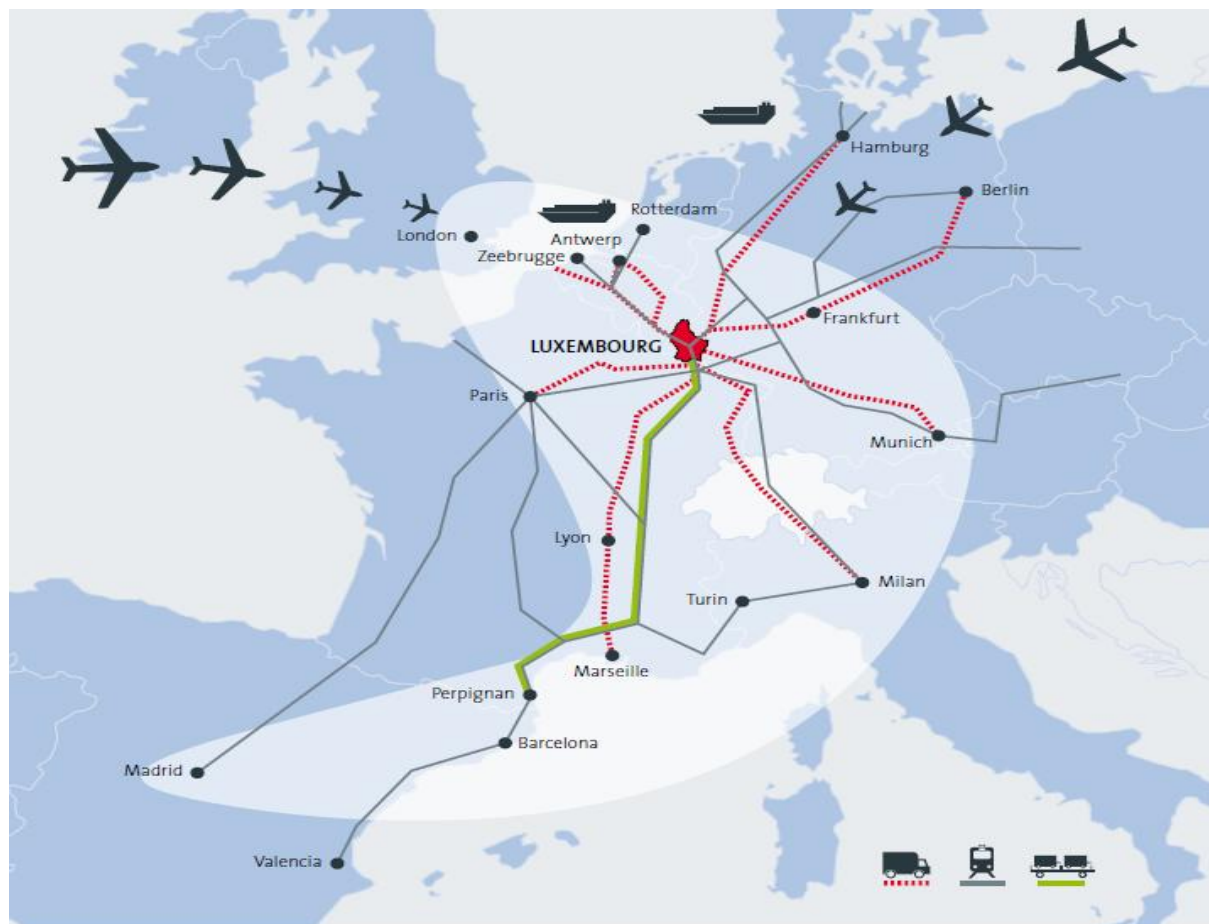 Hamburg
Berlin
Rotterdam
London
Antwerp
Zeebrugge
Frankfurt
LUXEMBOURG
Paris
Munich
Lyon
Milan
Turin
Marseille
Perpignan
Barcelona
Madrid
Valencia